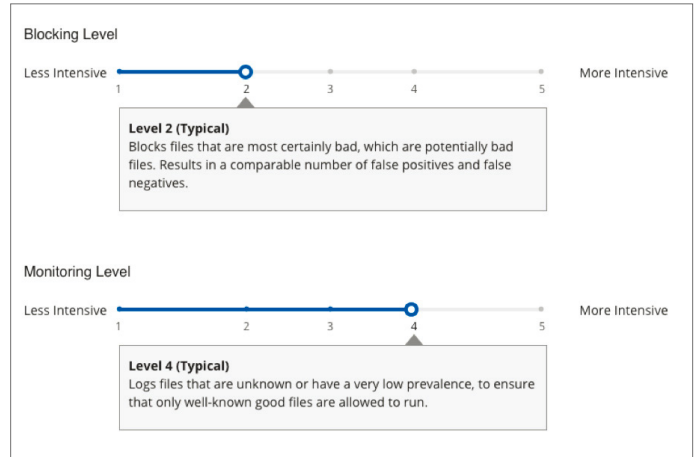 Blocking Level
Less Intensive
More Intensive
1 2 3 4 5
Level 2 (Typical)
Blocks files that are most certainly bad, which are potentially bad
files. Results in a comparable number of false positives and false
negatives.
Monitoring Level
Less Intensive
More Intensive
1 2 3 4 5
Level 4 (Typical)
Logs files that are unknown or have a very low prevalence, to ensure
that only well-known good files are allowed to run.